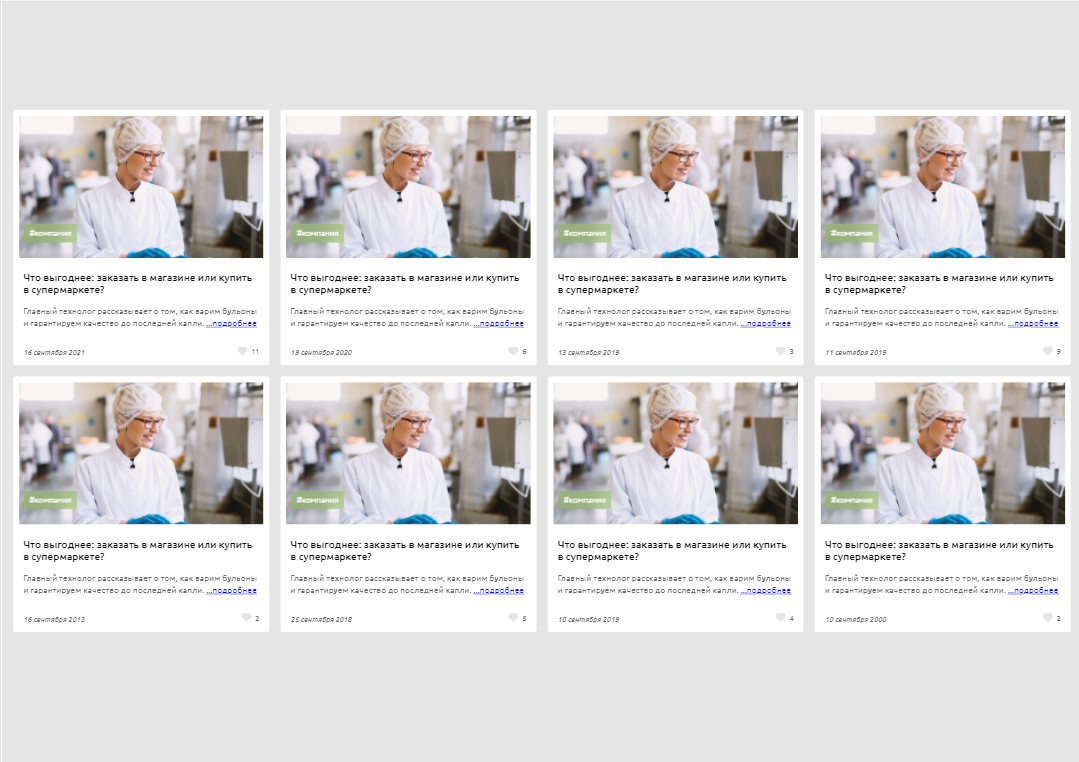 #компания
Что выгоднее: заказать в магазине или купить
в супермаркете?
Главный технолог рассказывает о том, как варим бульоны
и гарантируем качество до последней капли. ...подробнее
16 сентября 2021 11
#компания
Что выгоднее: заказать в магазине или купить
в супермаркете?
Главный технолог рассказывает о том, как варим бульоны
и гарантируем качество до последней капли. ...подробнее
19 сентября 2020 6
#компания
Что выгоднее: заказать в магазине или купить
в супермаркете?
Главный технолог рассказывает о том, как варим бульоны
и гарантируем качество до последней капли. ...подробнее
13 сентября 2019 3
#компания
Что выгоднее: заказать в магазине или купить
в супермаркете?
Главный технолог рассказывает о том, как варим бульоны
и гарантируем качество до последней капли. ...подробнее
11 сентября 2019 9
#компания
Что выгоднее: заказать в магазине или купить
в супермаркете?
Главный технолог рассказывает о том, как варим бульоны
и гарантируем качество до последней капли. ...подробнее
16 сентября 2013 2
#компания
Что выгоднее: заказать в магазине или купить
в супермаркете?
Главный технолог рассказывает о том, как варим бульоны
и гарантируем качество до последней капли. ...подробнее
25 сентября 2018 5
#компания
Что выгоднее: заказать в магазине или купить
в супермаркете?
Главный технолог рассказывает о том, как варим бульоны
и гарантируем качество до последней капли. ...подробнее
10 сентября 2019 4
#компания
Что выгоднее: заказать в магазине или купить
в супермаркете?
Главный технолог рассказывает о том, как варим бульоны
и гарантируем качество до последней капли. ...подробнее
10 сентября 2000 2